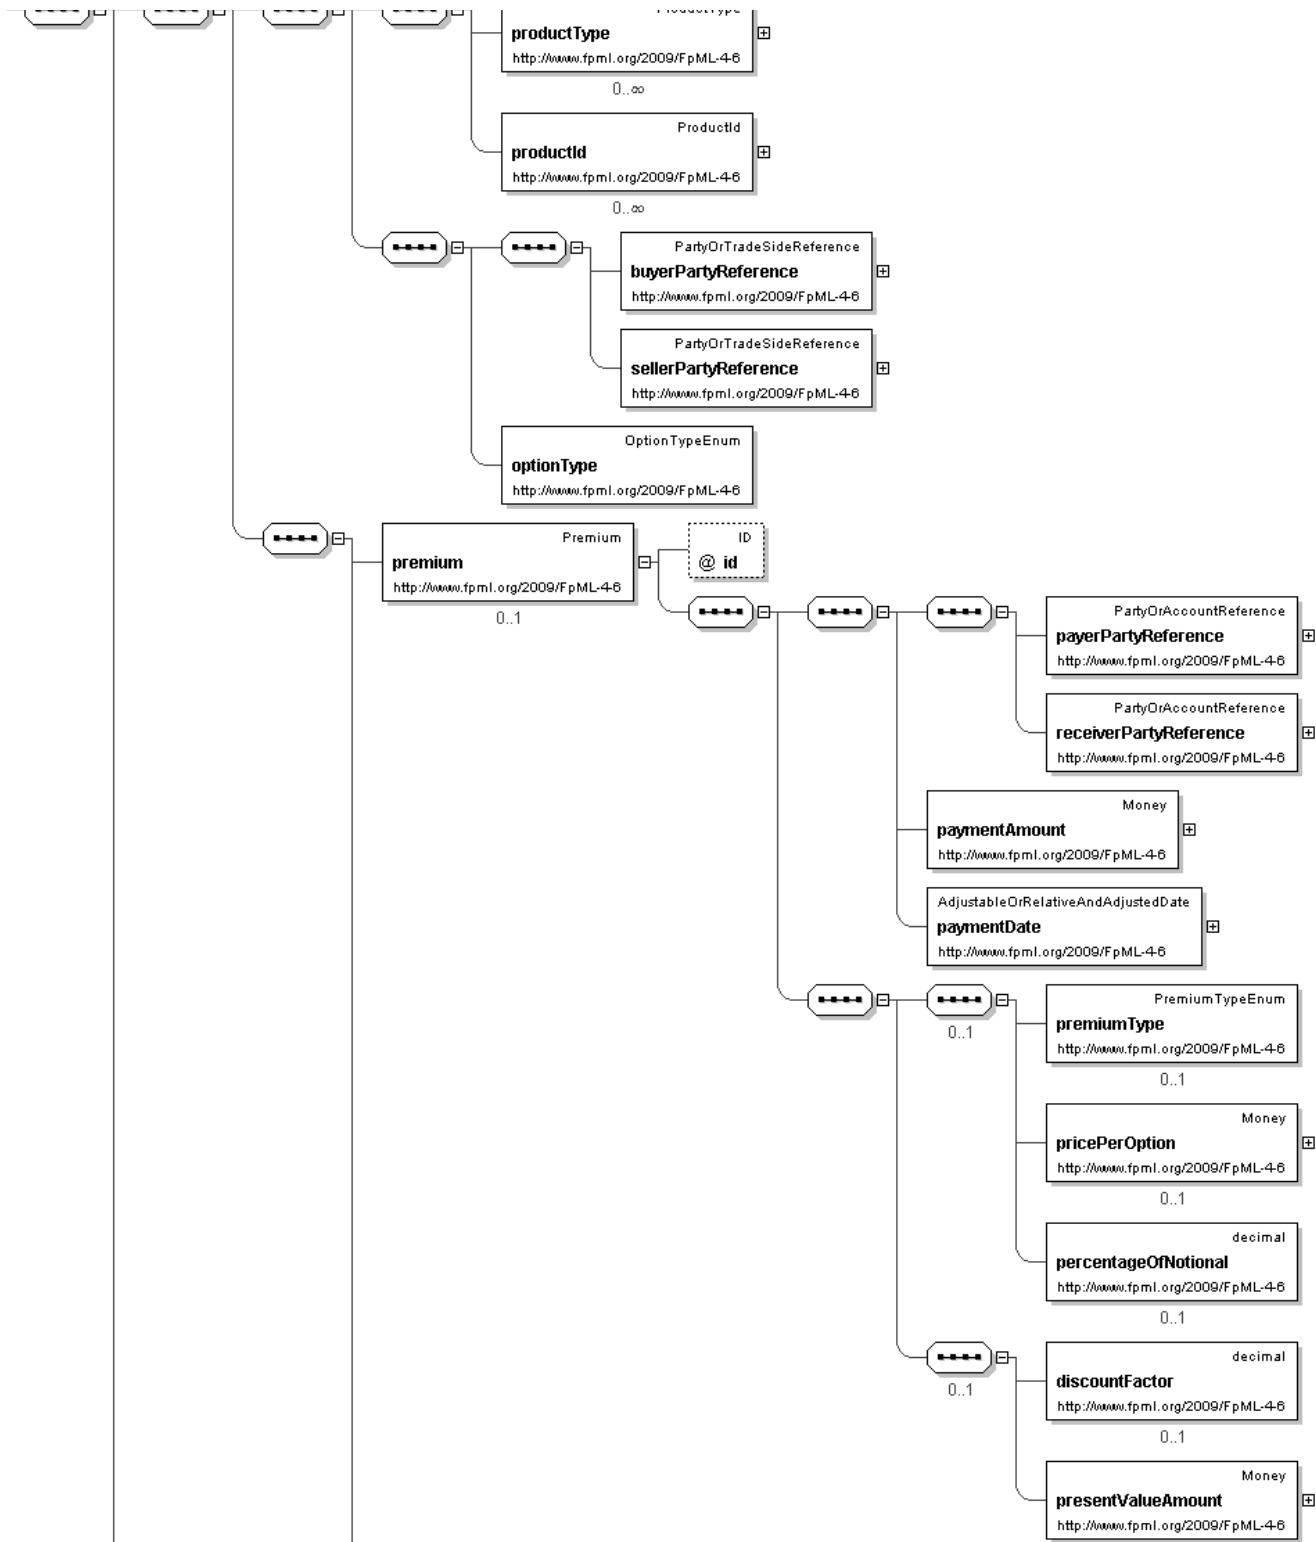 ProductType
productType
http://www.fpml.org/2009/FpML-4-6
0..∞
ProductId
productId
http://www.fpml.org/2009/FpML-4-6
0..∞
PartyOrTradeSideReference
buyerPartyReference
http://www.fpml.org/2009/FpML-4-6
PartyOrTradeSideReference
sellerPartyReference
http://www.fpml.org/2009/FpML-4-6
OptionTypeEnum
optionType
http://www.fpml.org/2009/FpML-4-6
Premium
premium
http://www.fpml.org/2009/FpML-4-6
0..1
ID
@ id
PartyOrAccountReference
payerPartyReference
http://www.fpml.org/2009/FpML-4-6
PartyOrAccountReference
receiverPartyReference
http://www.fpml.org/2009/FpML-4-6
Money
paymentAmount
http://www.fpml.org/2009/FpML-4-6
AdjustableOrRelativeAndAdjustedDate
paymentDate
http://www.fpml.org/2009/FpML-4-6
0..1
PremiumTypeEnum
premiumType
http://www.fpml.org/2009/FpML-4-6
0..1
Money
pricePerOption
http://www.fpml.org/2009/FpML-4-6
0..1
decimal
percentageOfNotional
http://www.fpml.org/2009/FpML-4-6
0..1
0..1
decimal
discountFactor
http://www.fpml.org/2009/FpML-4-6
0..1
Money
presentValueAmount
http://www.fpml.org/2009/FpML-4-6